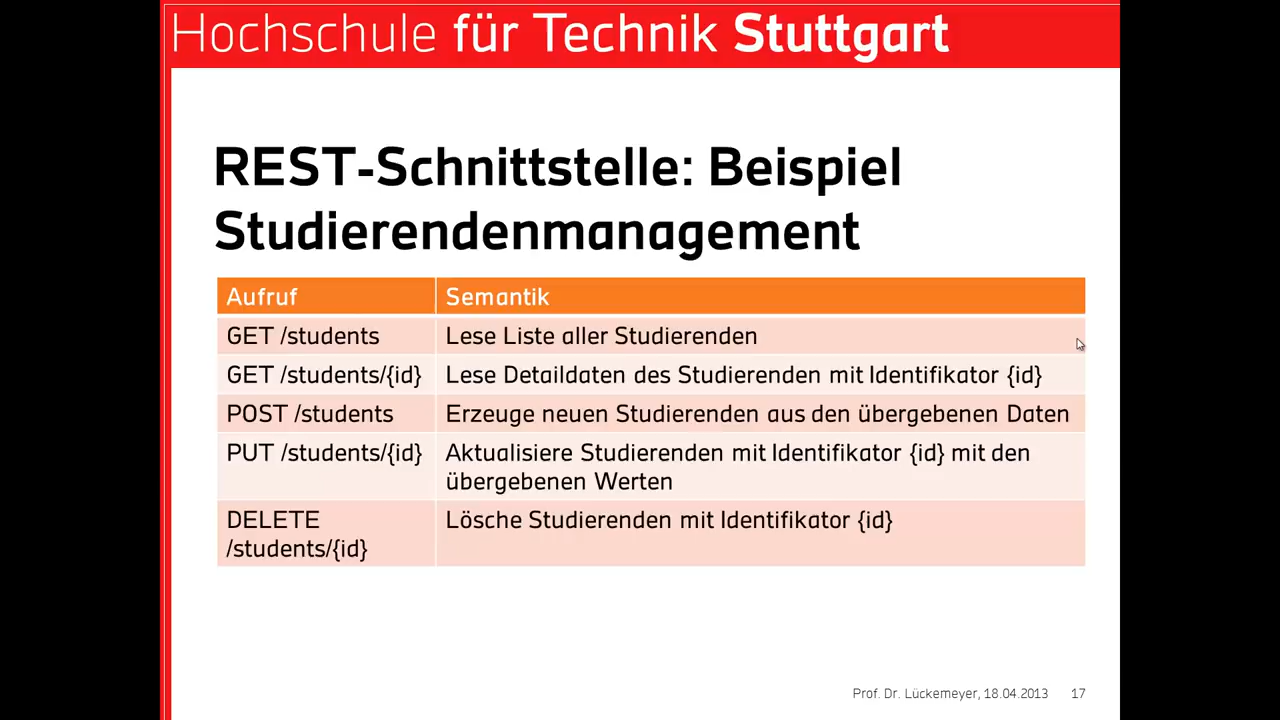 Hochschule für Technik Stuttgart
REST-Schnittstelle: Beispiel
Studierendenmanagement
Aufruf Semantik
GET /students Lese Liste aller Studierenden
GET /students/{id} Lese Detaildaten des Studierenden mit Identifikator {id}
POST /students Erzeuge neuen Studierenden aus den übergebenen Daten
PUT /students/{id} Aktualisiere Studierenden mit Identifikator {id} mit den
übergebenen Werten
DELETE Lösche Studierenden mit Identifikator {id}
/students/{id}
Prof. Dr. Lückemeyer, 18.04.2013 17